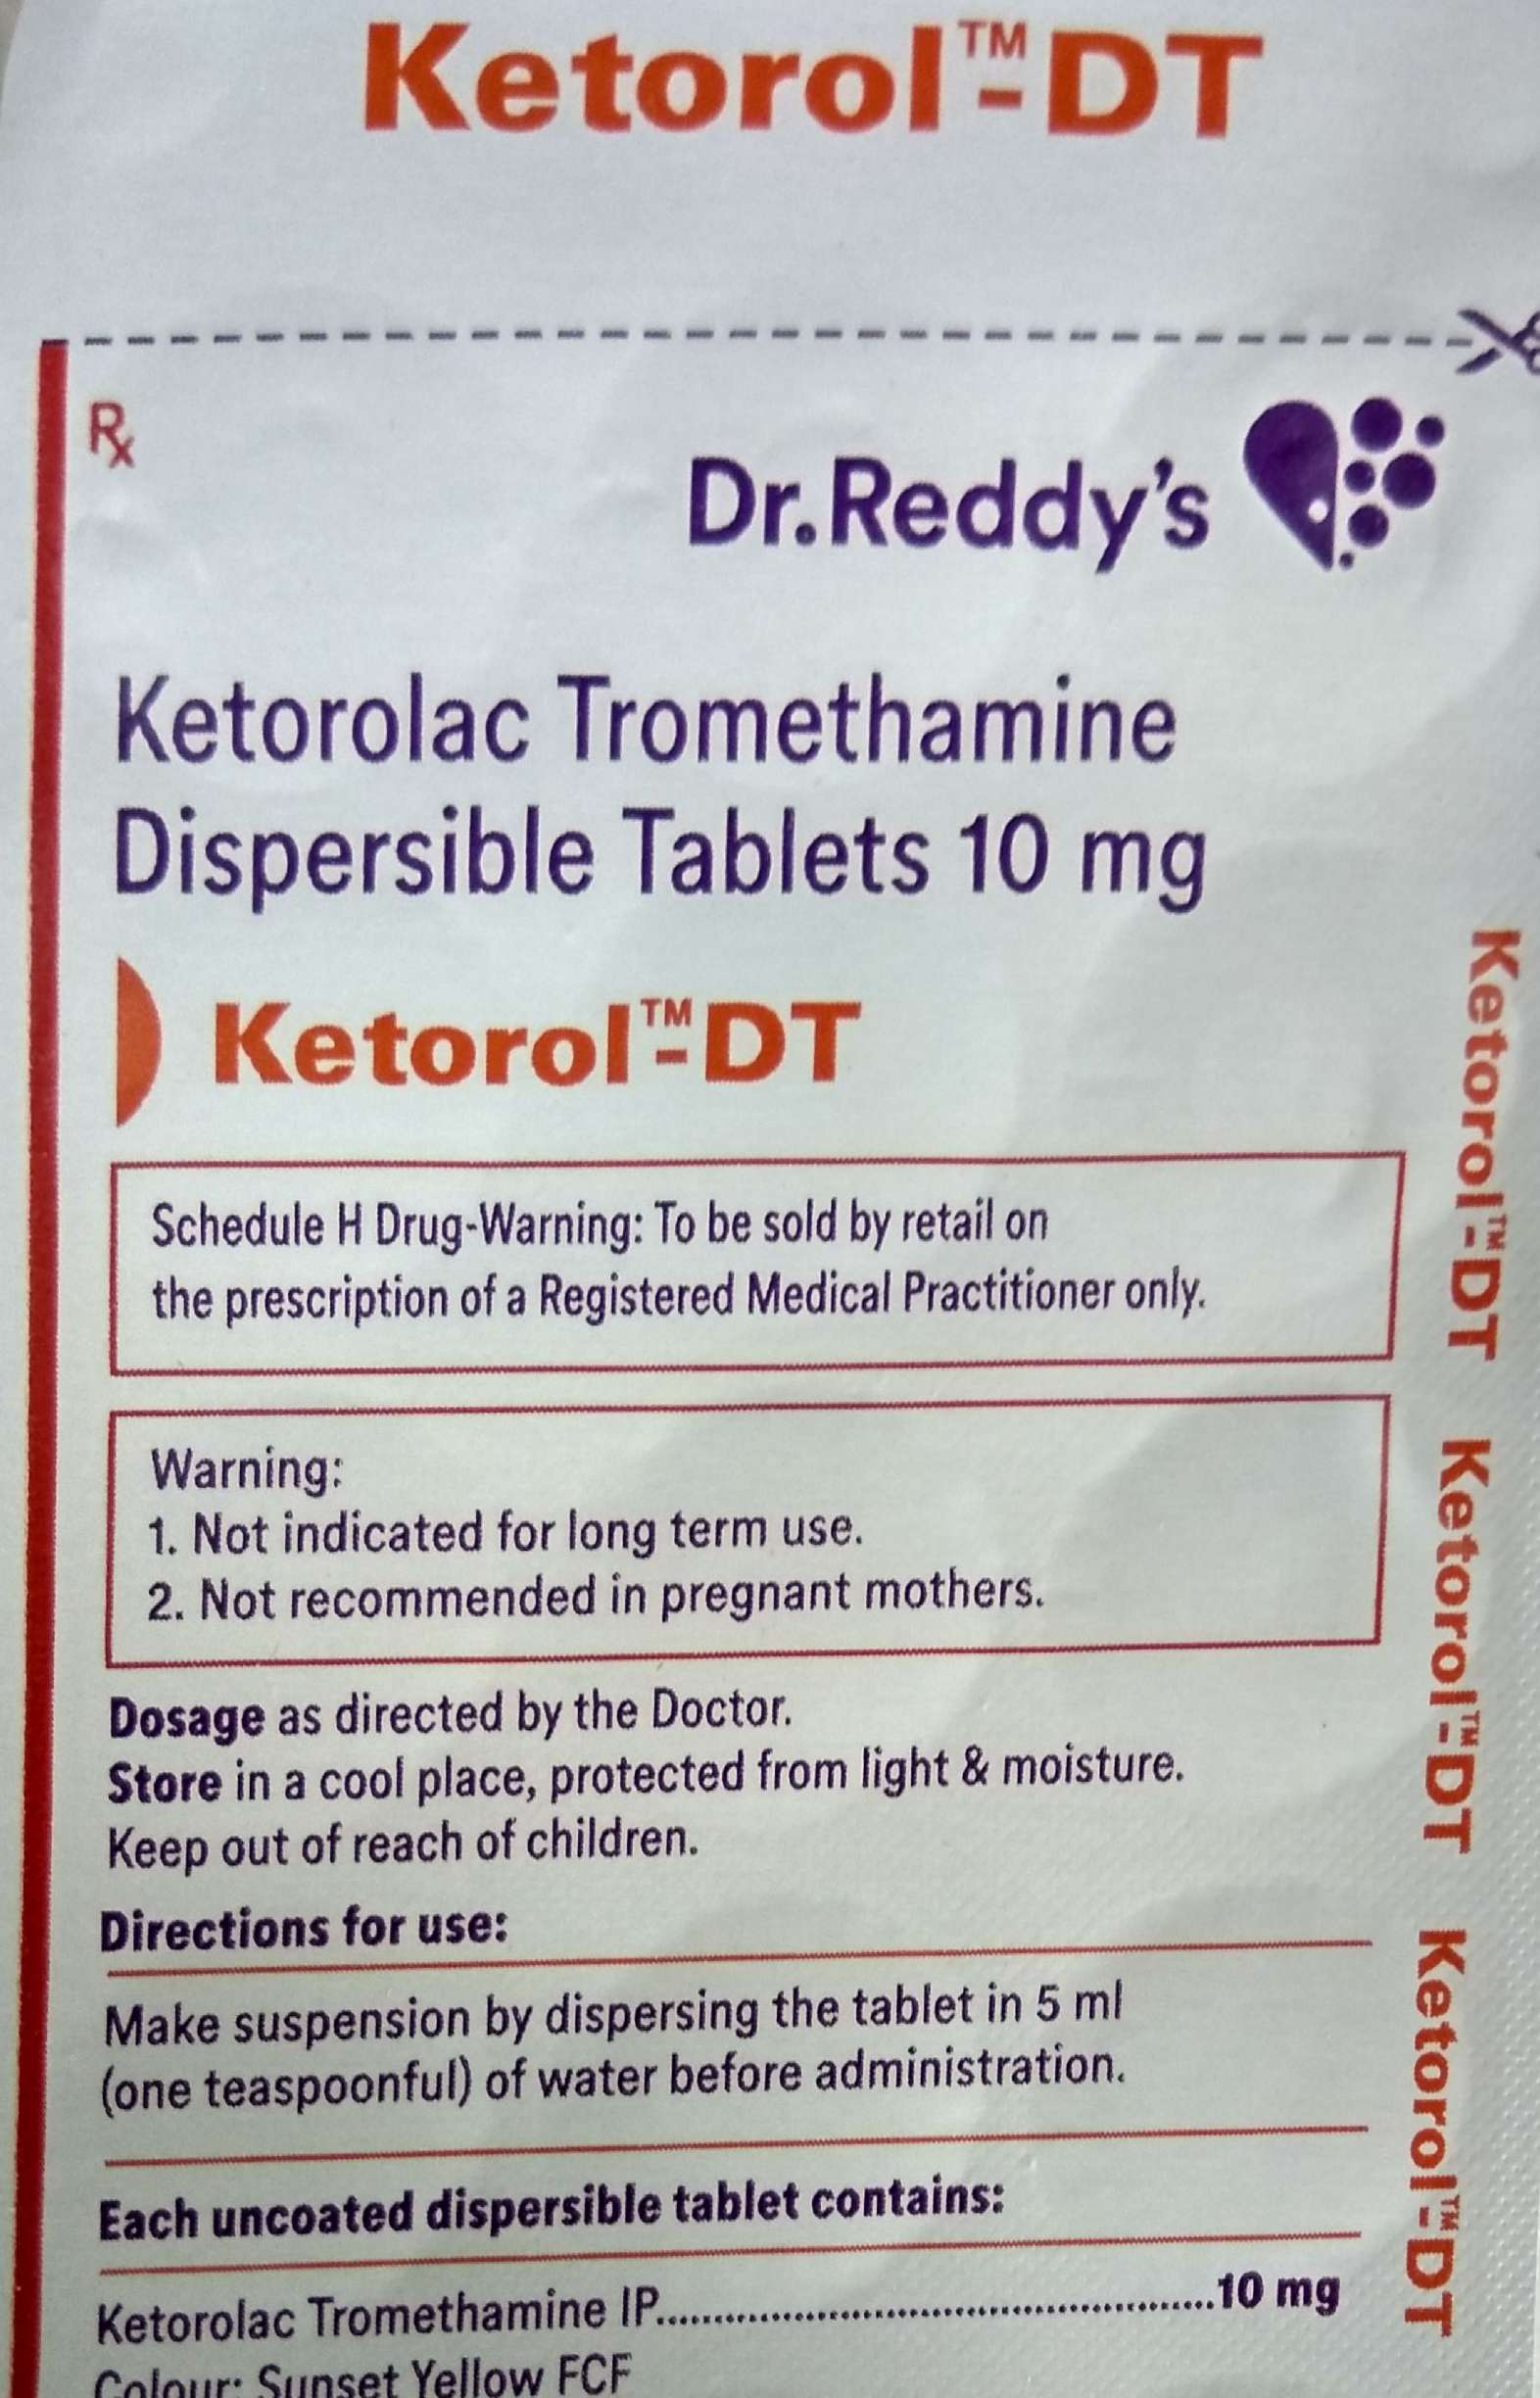 Ketorol™-DT
Rx
Dr.Reddy's
Ketorolac Tromethamine
Dispersible Tablets 10 mg
Ketorol™-DT
Schedule H Drug-Warning: To be sold by retail on
the prescription of a Registered Medical Practitioner only.
Warning:
1. Not indicated for long term use.
2. Not recommended in pregnant mothers.
Dosage as directed by the Doctor.
Store in a cool place, protected from light & moisture.
Keep out of reach of children.
Directions for use:
Make suspension by dispersing the tablet in 5 ml
(one teaspoonful) of water before administration.
Each uncoated dispersible tablet contains:
Ketorolac Tromethamine IP..................................................10 mg
Colour: Sunset Yellow FCF
Ketorol™-DT Ketorol™-DT Ketorol™-DT